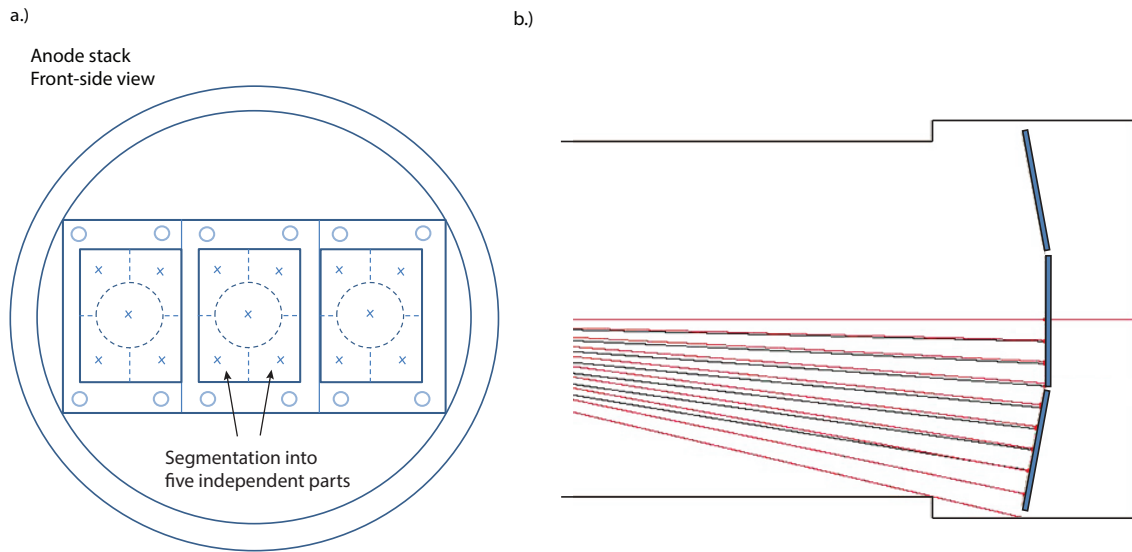 a.)
Anode stack
Front-side view
Segmentation into
five independent parts
b.)